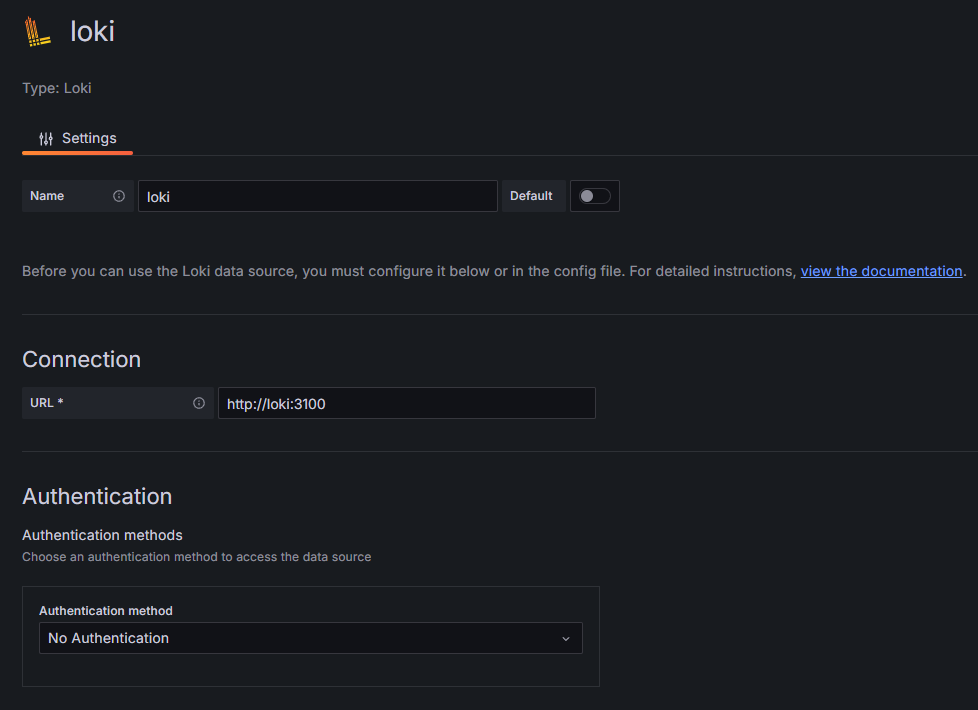 loki
Type: Loki
Settings
Name loki Default
Before you can use the Loki data source, you must configure it below or in the config file. For detailed instructions, view the documentation.
Connection
URL * http://loki:3100
Authentication
Authentication methods
Choose an authentication method to access the data source
Authentication method
No Authentication